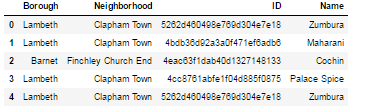 Borough Neighborhood ID Name
0 Lambeth Clapham Town 5262d460498e769d304e7e18 Zumbura
1 Lambeth Clapham Town 4bdb36d92a3a0f471ef6adb6 Maharani
2 Barnet Finchley Church End 4eac63f1dab40d1327148133 Cochin
3 Lambeth Clapham Town 4cc8761abfe1f04d885f0875 Palace Spice
4 Lambeth Clapham Town 5262d460498e769d304e7e18 Zumbura